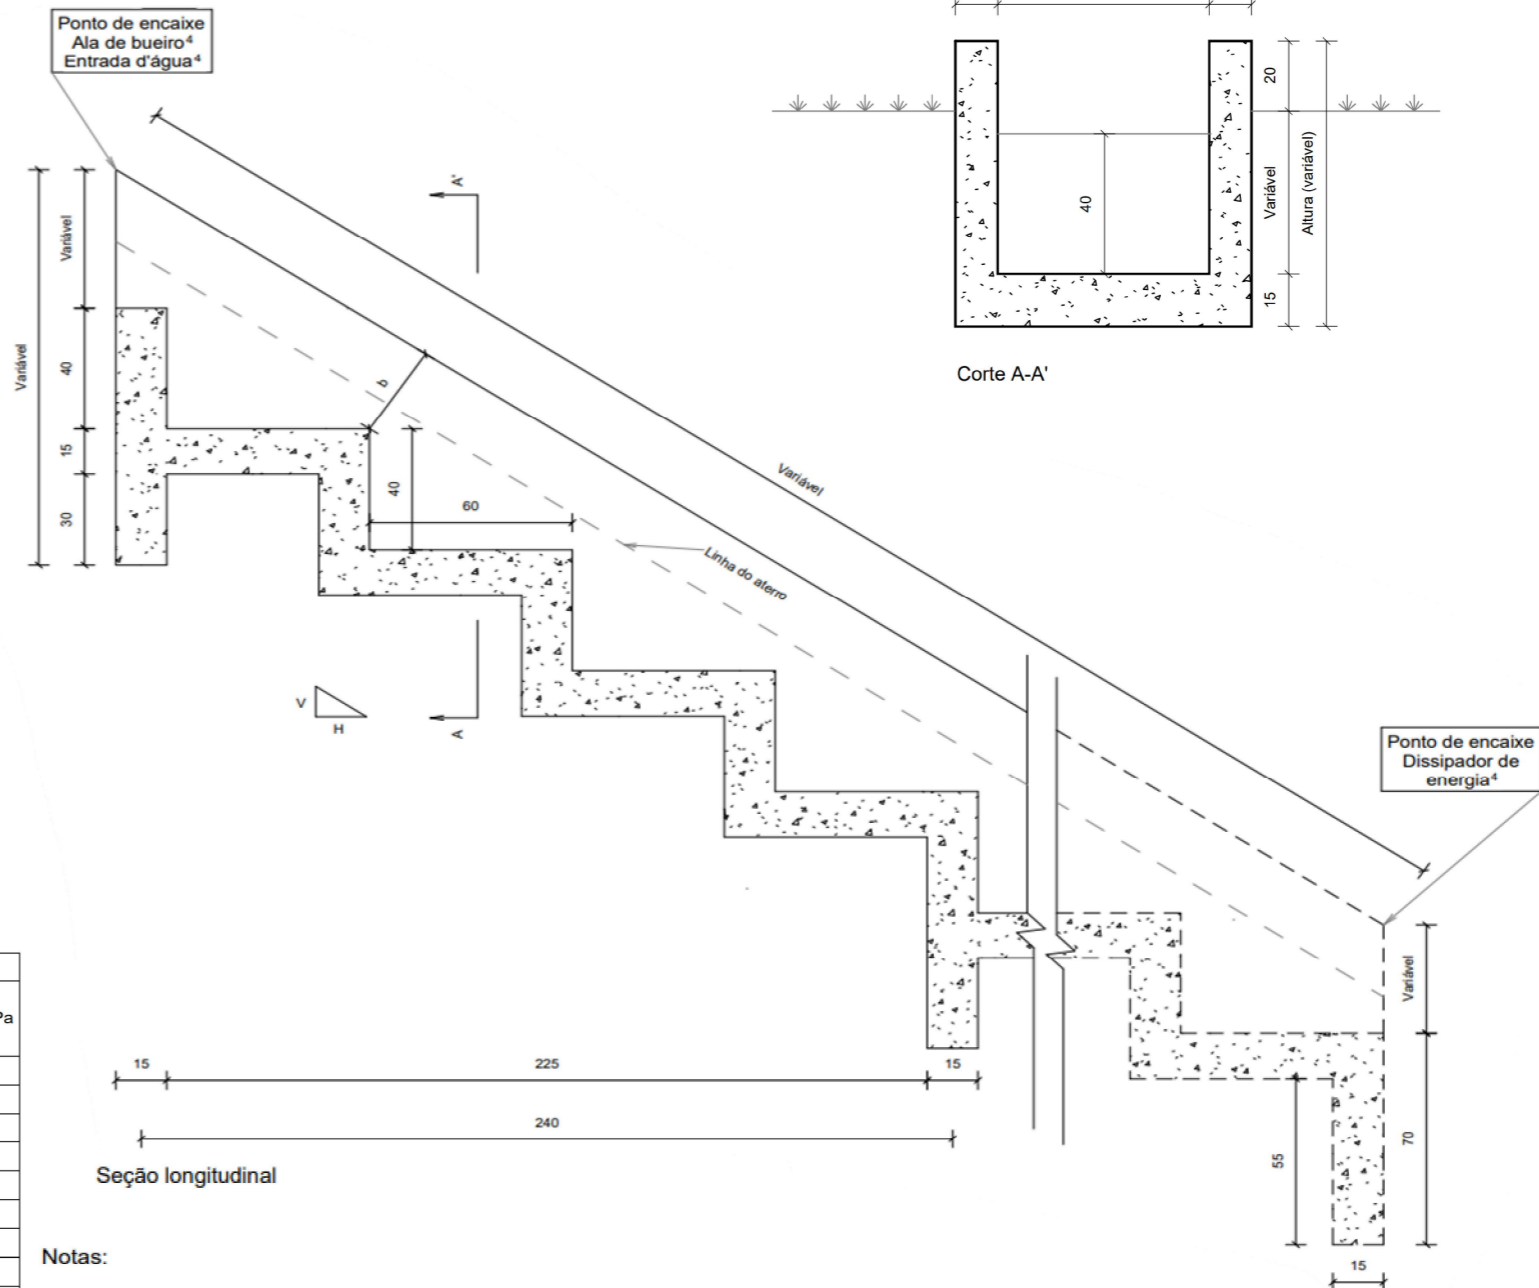 Ponto de encaixe
Ala de bueiro⁴
Entrada d'água⁴
20
Variável
Altura (variável)
40
15
Corte A-A'
A'
Variável
Variável
40
15
30
b
40
60
Variável
Linha do aterro
V
H
A
Ponto de encaixe
Dissipador de
energia⁴
Variável
70
55
15
15
225
15
240
Seção longitudinal
Pa
Notas: